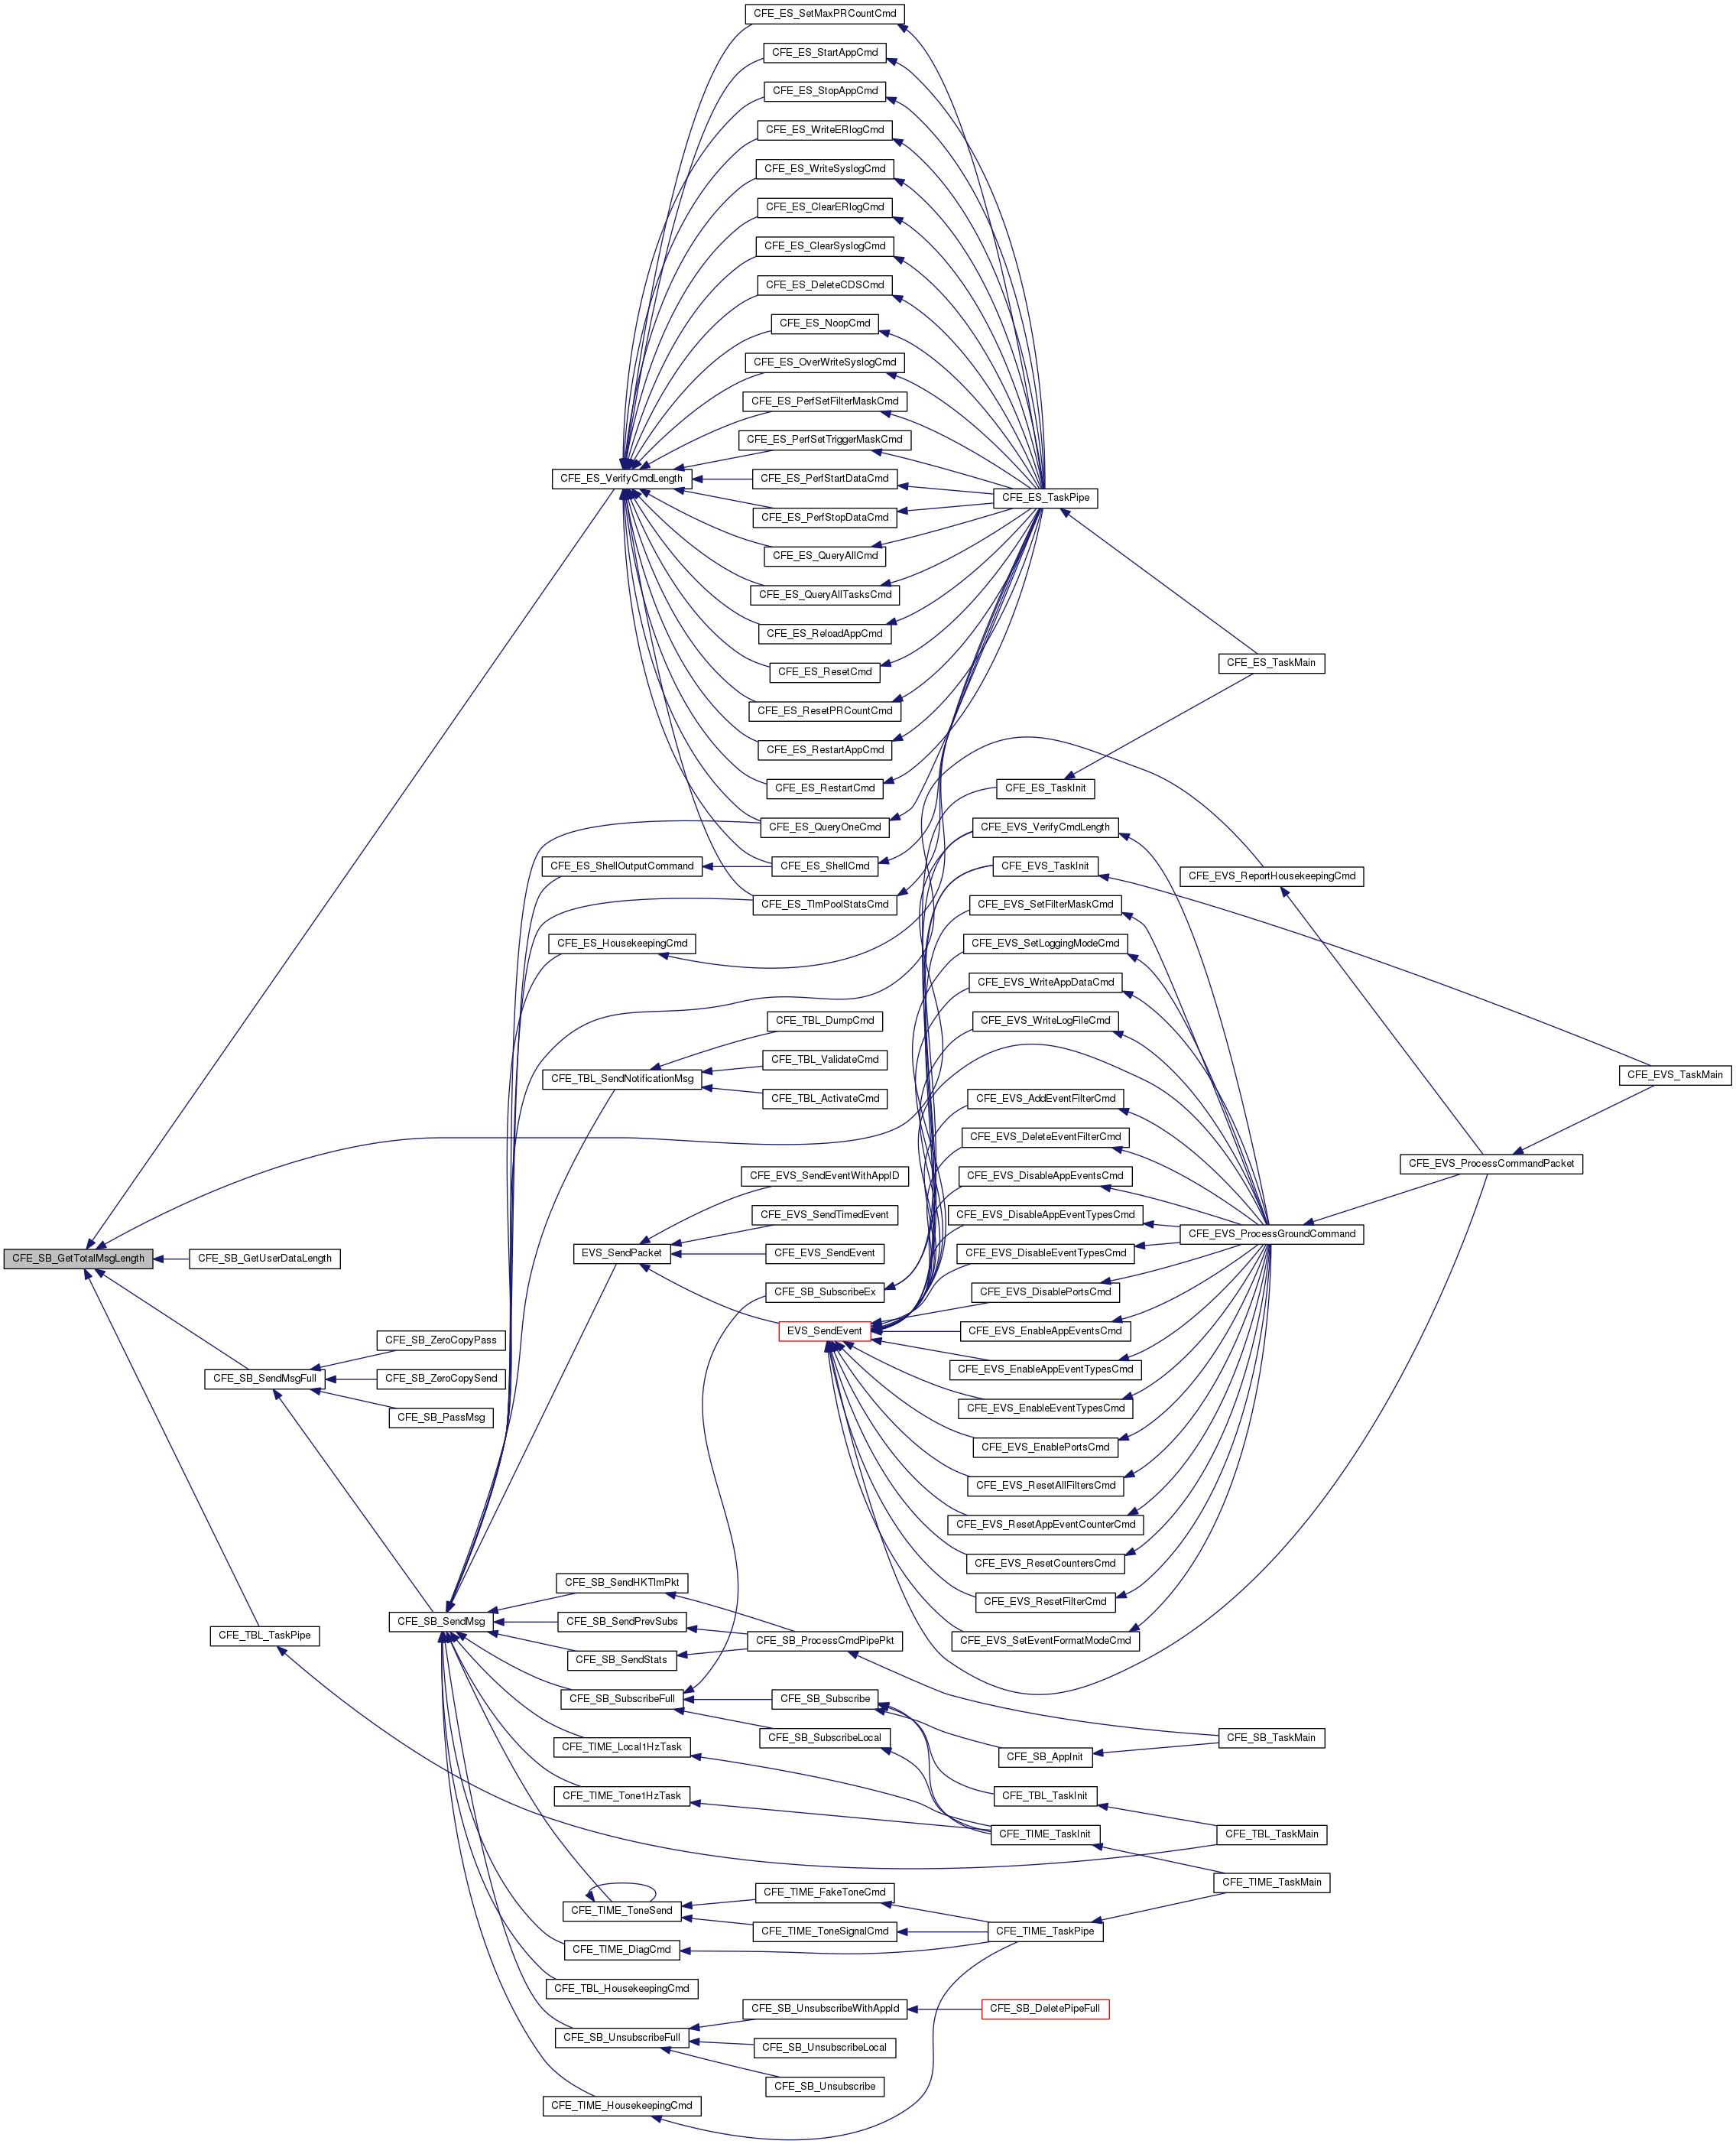 CFE_ES_SetMaxPRCountCmd
CFE_ES_StartAppCmd
CFE_ES_StopAppCmd
CFE_ES_WriteERlogCmd
CFE_ES_WriteSyslogCmd
CFE_ES_ClearERlogCmd
CFE_ES_ClearSyslogCmd
CFE_ES_DeleteCDSCmd
CFE_ES_NoopCmd
CFE_ES_OverWriteSyslogCmd
CFE_ES_PerfSetFilterMaskCmd
CFE_ES_PerfSetTriggerMaskCmd
CFE_ES_VerifyCmdLength
CFE_ES_PerfStartDataCmd
CFE_ES_TaskPipe
CFE_ES_PerfStopDataCmd
CFE_ES_QueryAllCmd
CFE_ES_QueryAllTasksCmd
CFE_ES_ReloadAppCmd
CFE_ES_ResetCmd
CFE_ES_TaskMain
CFE_ES_ResetPRCountCmd
CFE_ES_RestartAppCmd
CFE_ES_RestartCmd
CFE_ES_TaskInit
CFE_ES_QueryOneCmd
CFE_EVS_VerifyCmdLength
CFE_ES_ShellOutputCommand
CFE_ES_ShellCmd
CFE_EVS_TaskInit
CFE_EVS_ReportHousekeepingCmd
CFE_ES_TlmPoolStatsCmd
CFE_EVS_SetFilterMaskCmd
CFE_ES_HousekeepingCmd
CFE_EVS_SetLoggingModeCmd
CFE_EVS_WriteAppDataCmd
CFE_TBL_DumpCmd
CFE_EVS_WriteLogFileCmd
CFE_TBL_ValidateCmd
CFE_TBL_SendNotificationMsg
CFE_EVS_TaskMain
CFE_TBL_ActivateCmd
CFE_EVS_AddEventFilterCmd
CFE_EVS_DeleteEventFilterCmd
CFE_EVS_ProcessCommandPacket
CFE_EVS_SendEventWithAppID
CFE_EVS_DisableAppEventsCmd
CFE_EVS_SendTimedEvent
CFE_EVS_DisableAppEventTypesCmd
CFE_EVS_ProcessGroundCommand
EVS_SendPacket
CFE_EVS_SendEvent
CFE_EVS_DisableEventTypesCmd
CFE_SB_GetTotalMsgLength
CFE_SB_GetUserDataLength
CFE_SB_SubscribeEx
CFE_EVS_DisablePortsCmd
EVS_SendEvent
CFE_EVS_EnableAppEventsCmd
CFE_SB_ZeroCopyPass
CFE_EVS_EnableAppEventTypesCmd
CFE_SB_SendMsgFull
CFE_SB_ZeroCopySend
CFE_EVS_EnableEventTypesCmd
CFE_SB_PassMsg
CFE_EVS_EnablePortsCmd
CFE_EVS_ResetAllFiltersCmd
CFE_EVS_ResetAppEventCounterCmd
CFE_EVS_ResetCountersCmd
CFE_SB_SendHKTlmPkt
CFE_EVS_ResetFilterCmd
CFE_SB_SendMsg
CFE_SB_SendPrevSubs
CFE_TBL_TaskPipe
CFE_SB_ProcessCmdPipePkt
CFE_EVS_SetEventFormatModeCmd
CFE_SB_SendStats
CFE_SB_SubscribeFull
CFE_SB_Subscribe
CFE_SB_SubscribeLocal
CFE_SB_TaskMain
CFE_TIME_Local1HzTask
CFE_SB_AppInit
CFE_TIME_Tone1HzTask
CFE_TBL_TaskInit
CFE_TIME_TaskInit
CFE_TBL_TaskMain
CFE_TIME_TaskMain
CFE_TIME_FakeToneCmd
CFE_TIME_ToneSend
CFE_TIME_ToneSignalCmd
CFE_TIME_TaskPipe
CFE_TIME_DiagCmd
CFE_TBL_HousekeepingCmd
CFE_SB_UnsubscribeWithAppId
CFE_SB_DeletePipeFull
CFE_SB_UnsubscribeFull
CFE_SB_UnsubscribeLocal
CFE_SB_Unsubscribe
CFE_TIME_HousekeepingCmd